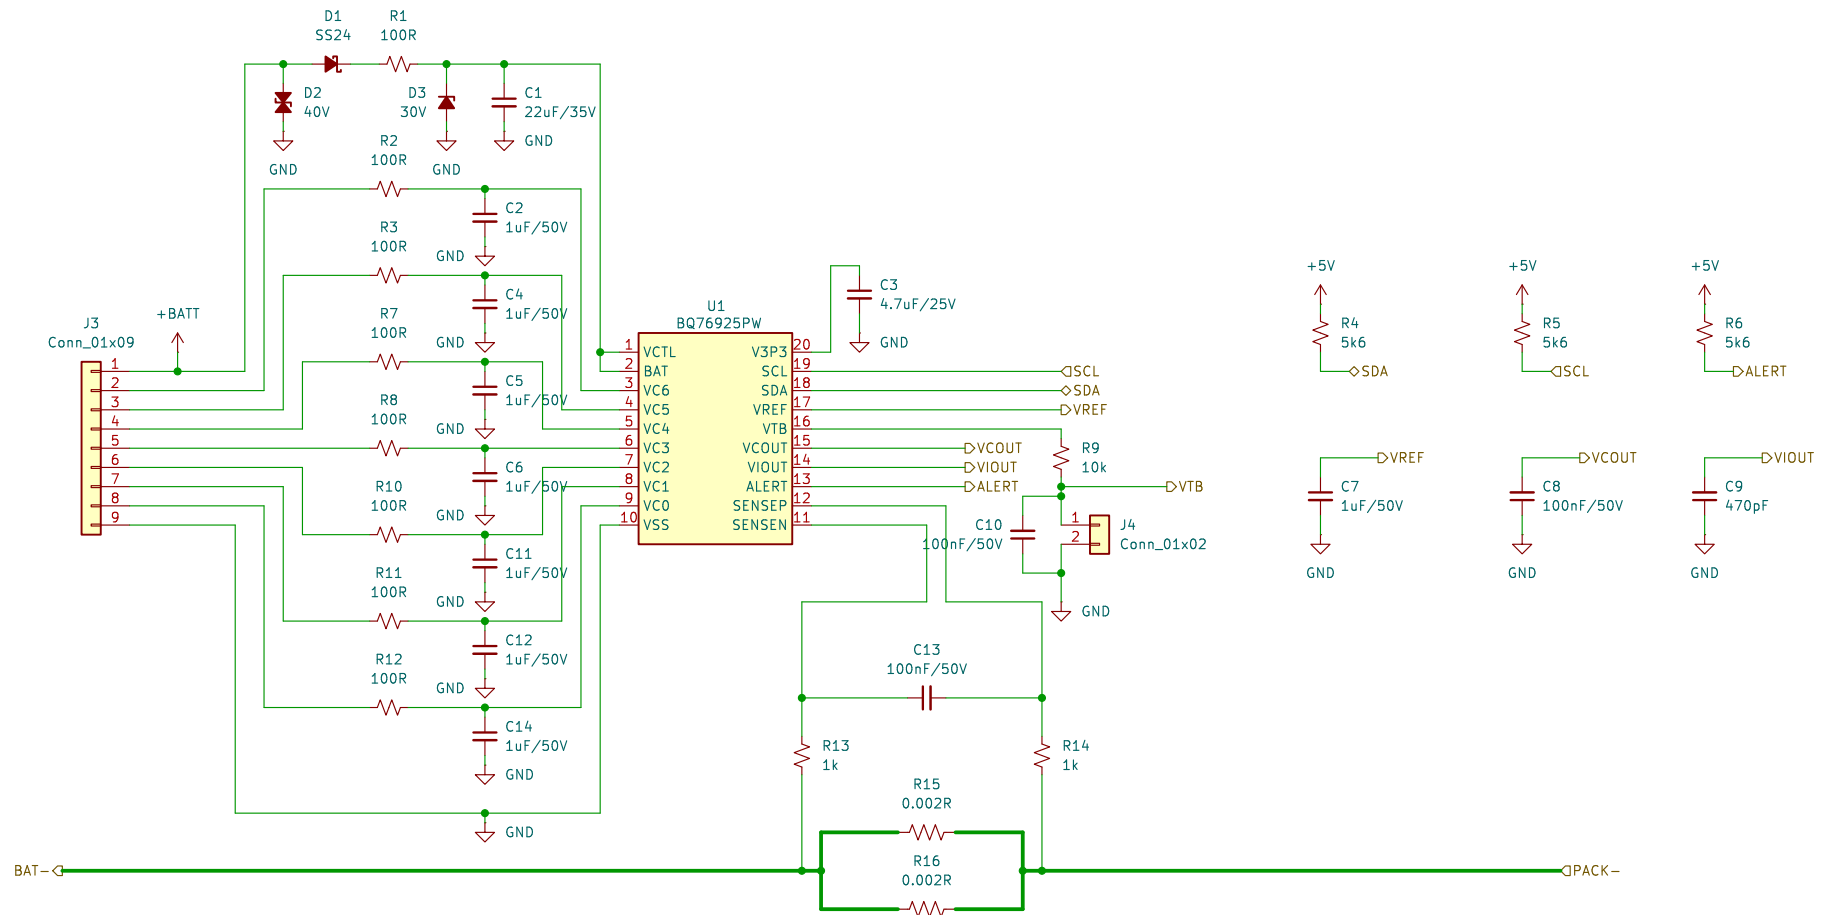 D1
SS24
R1
100R
D2
40V
D3
30V
C1
22uF/35V
GND
GND
GND
R2
100R
C2
1uF/50V
GND
R3
100R
C4
1uF/50V
GND
R7
100R
C5
1uF/50V
GND
R8
100R
C6
1uF/50V
GND
R10
100R
C11
1uF/50V
GND
R11
100R
C12
1uF/50V
GND
R12
100R
C14
1uF/50V
GND
GND
+BATT
J3
Conn_01x09
1
2
3
4
5
6
7
8
9
U1
BQ76925PW
1 VCTL
2 BAT
3 VC6
4 VC5
5 VC4
6 VC3
7 VC2
8 VC1
9 VC0
10 VSS
V3P3 20
SCL 19
SDA 18
VREF 17
VTB 16
VCOUT 15
VIOUT 14
ALERT 13
SENSEP 12
SENSEN 11
C3
4.7uF/25V
GND
SCL
SDA
VREF
VCOUT
VIOUT
ALERT
R9
10k
VTB
C10
100nF/50V
1
2
J4
Conn_01x02
GND
C13
100nF/50V
R13
1k
R14
1k
R15
0.002R
R16
0.002R
BAT-
PACK-
+5V
R4
5k6
SDA
+5V
R5
5k6
SCL
+5V
R6
5k6
ALERT
VREF
C7
1uF/50V
GND
VCOUT
C8
100nF/50V
GND
VIOUT
C9
470pF
GND